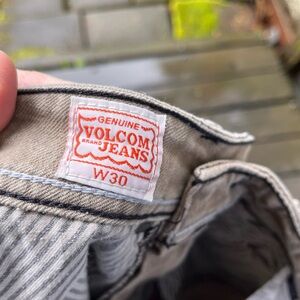 GENUINE
VOLCOM
BRAND JEANS
W30